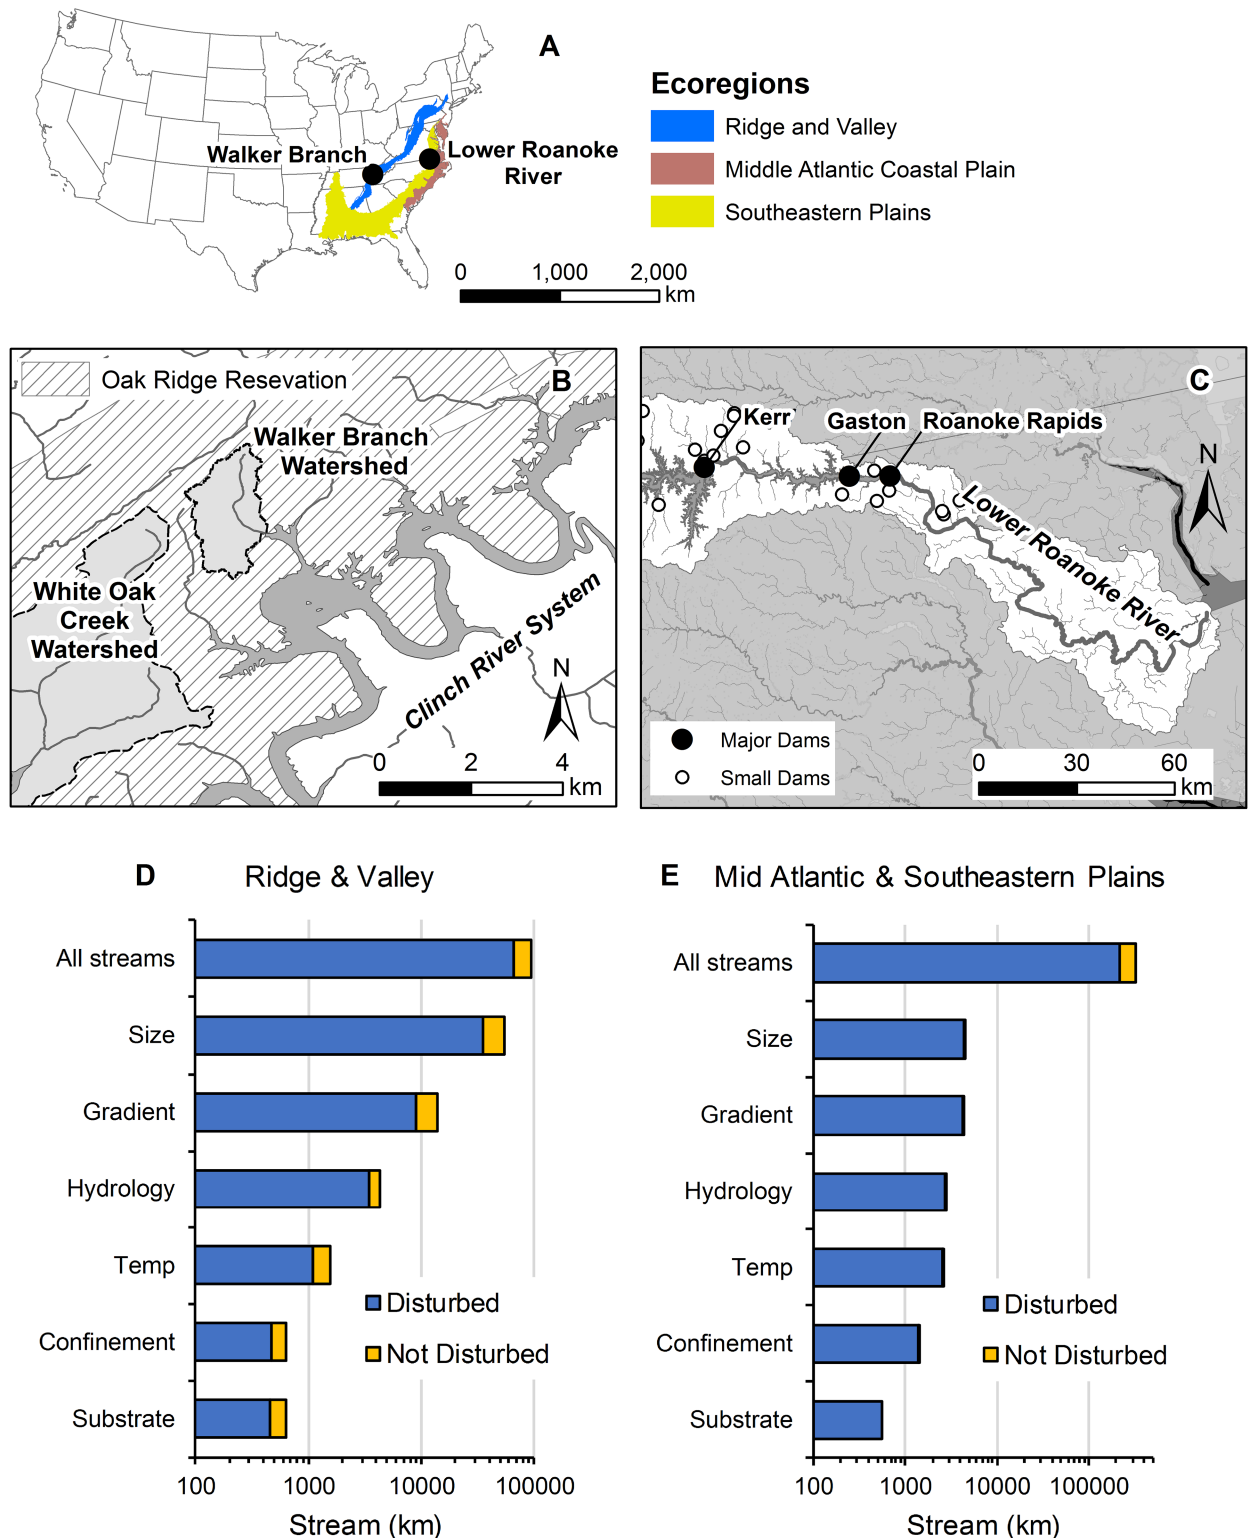 A
Ecoregions
Ridge and Valley
Middle Atlantic Coastal Plain
Southeastern Plains
Walker Branch
Lower Roanoke
River
0 1,000 2,000
km
Oak Ridge Resevation
B
Walker Branch
Watershed
White Oak
Creek
Watershed
Clinch River System
N
0 2 4
km
C
Kerr
Gaston
Roanoke Rapids
N
Lower Roanoke River
Major Dams
Small Dams
0 30 60
km
D Ridge & Valley
All streams
Size
Gradient
Hydrology
Temp
Confinement
Substrate
Disturbed
Not Disturbed
100 1000 10000 100000
Stream (km)
E Mid Atlantic & Southeastern Plains
All streams
Size
Gradient
Hydrology
Temp
Confinement
Substrate
Disturbed
Not Disturbed
100 1000 10000 100000
Stream (km)